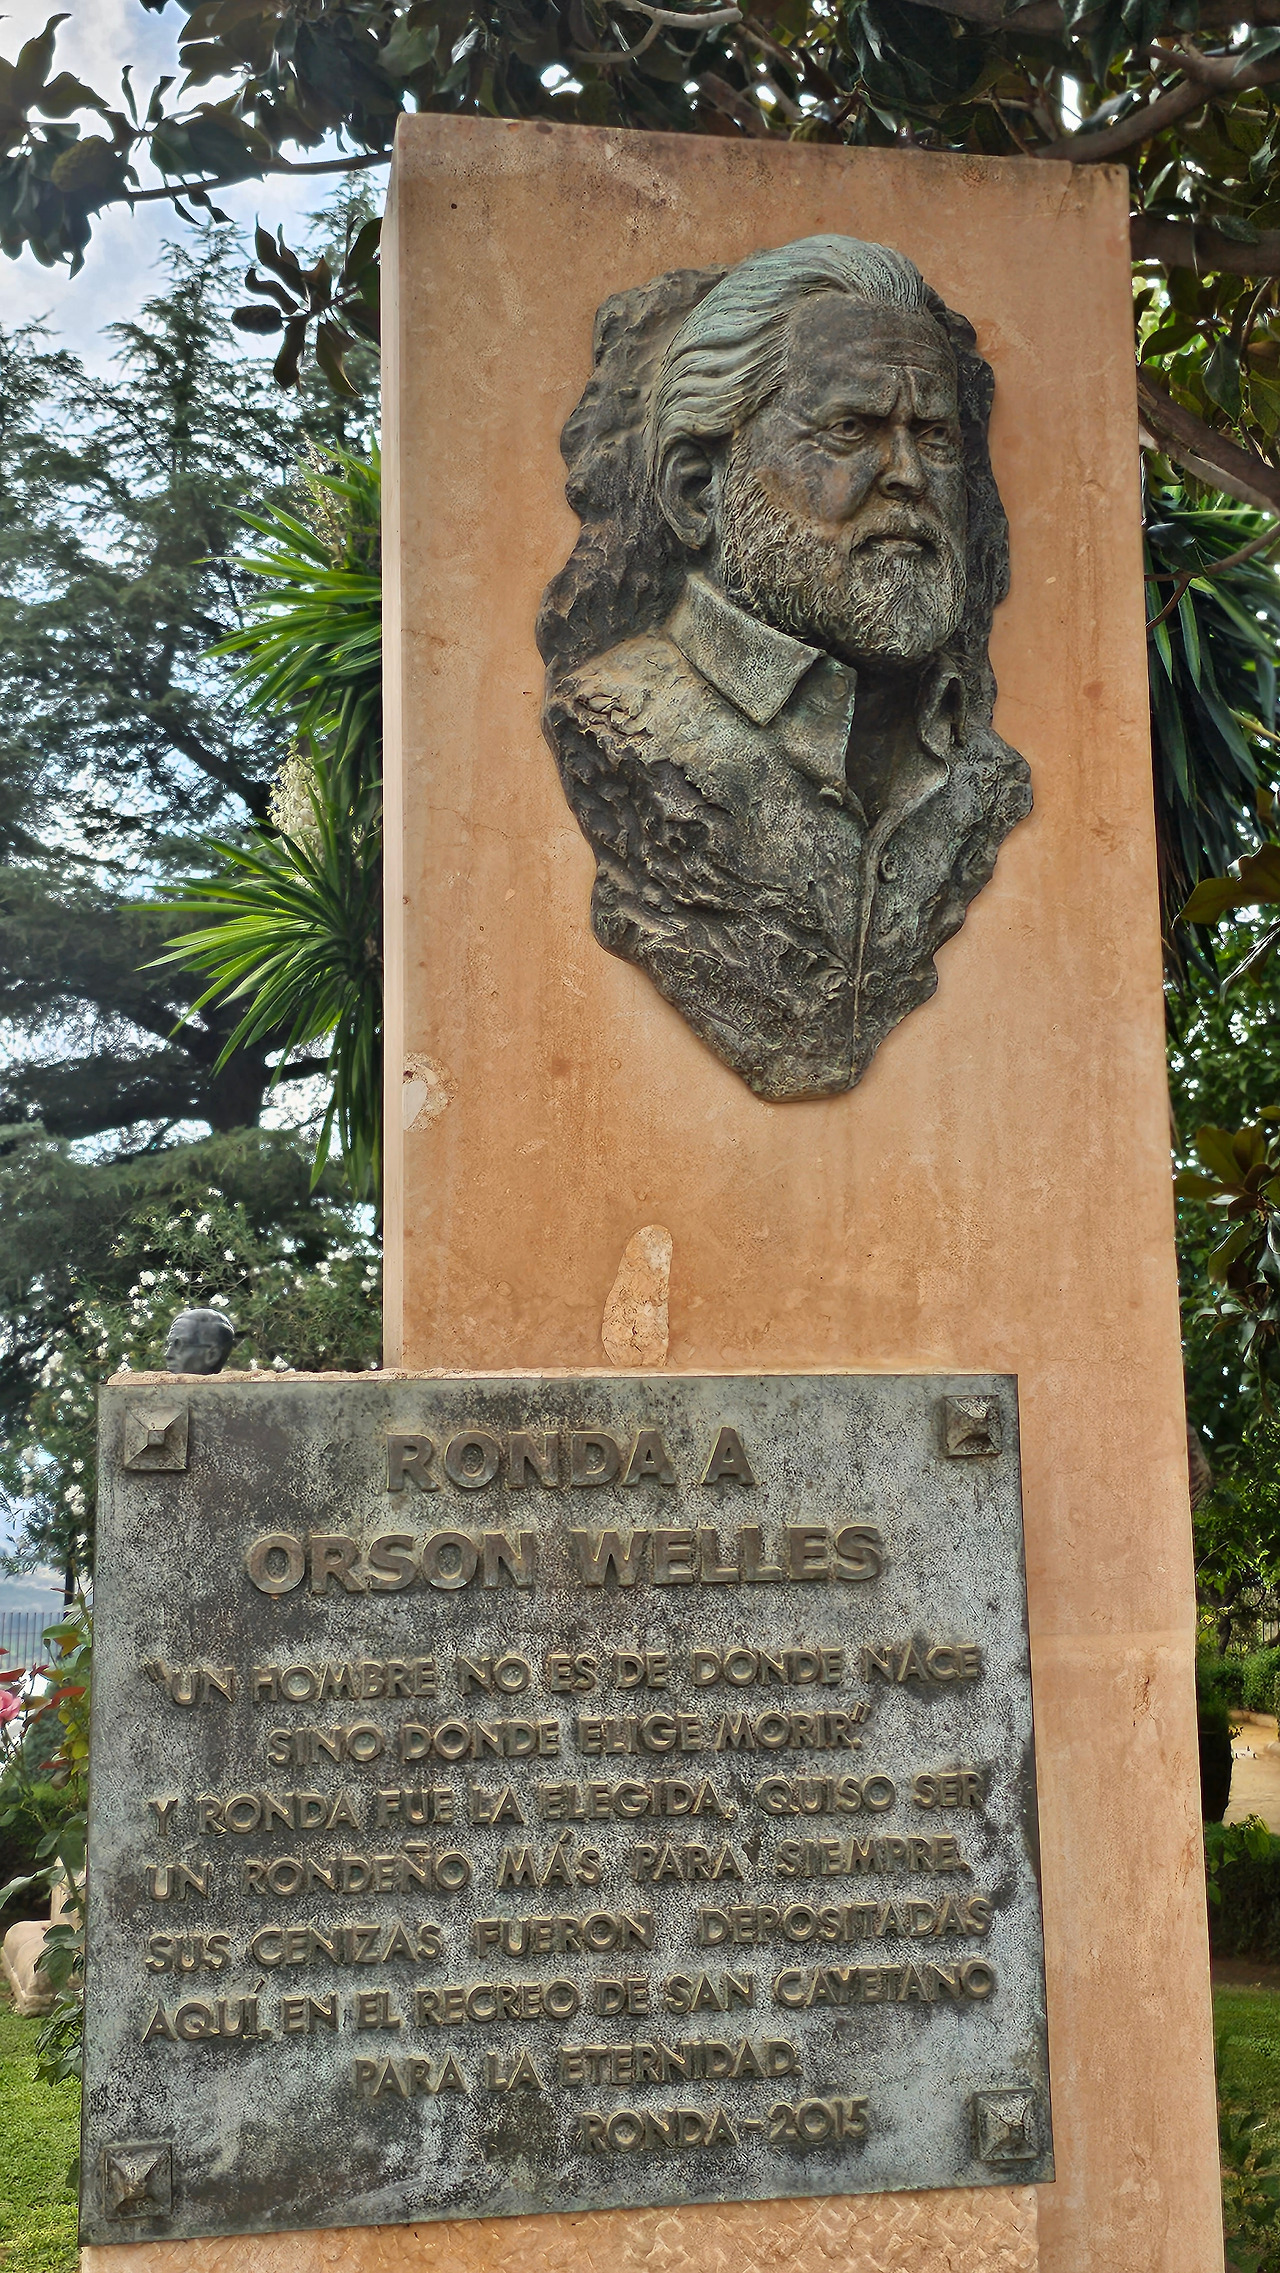 RONDA A
ORSON WELLES
"UN HOMBRE NO ES DE DONDE NACE
SINO DONDE ELIGE MORIR."
Y RONDA FUE LA ELEGIDA, QUISO SER
UN RONDEÑO MÁS PARA SIEMPRE.
SUS CENIZAS FUERON DEPOSITADAS
AQUÍ, EN EL RECREO DE SAN CAYETANO
PARA LA ETERNIDAD.
RONDA-2015